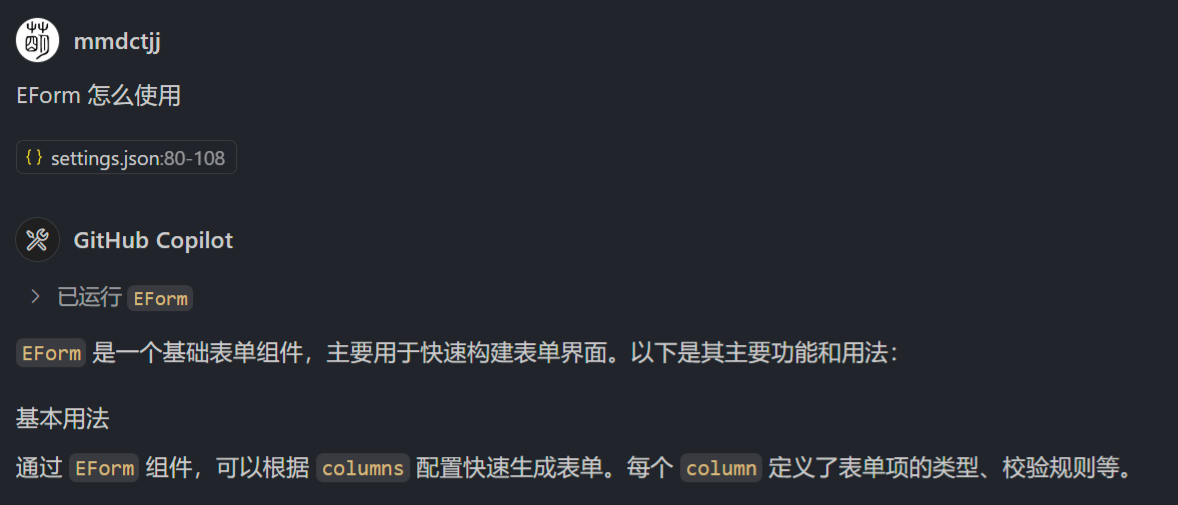 mmdctjj
EForm 怎么使用
{} settings.json:80-108
GitHub Copilot
> 已运行 EForm
EForm 是一个基础表单组件，主要用于快速构建表单界面。以下是其主要功能和用法：
基本用法
通过 EForm 组件，可以根据 columns 配置快速生成表单。每个 column 定义了表单项的类型、校验规则等。